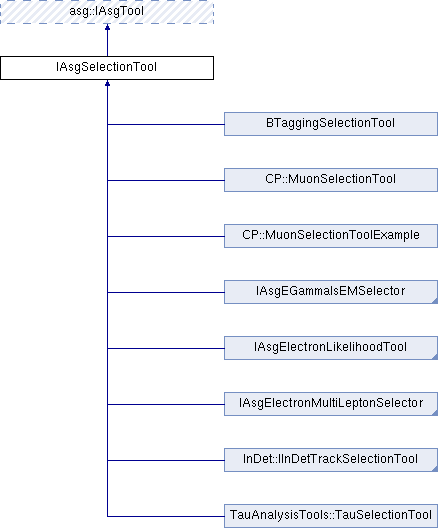 asg::IAsgTool
IAsgSelectionTool
BTaggingSelectionTool
CP::MuonSelectionTool
CP::MuonSelectionToolExample
IAsgEGammaIsEMSelector
IAsgElectronLikelihoodTool
IAsgElectronMultiLeptonSelector
InDet::IInDetTrackSelectionTool
TauAnalysisTools::TauSelectionTool